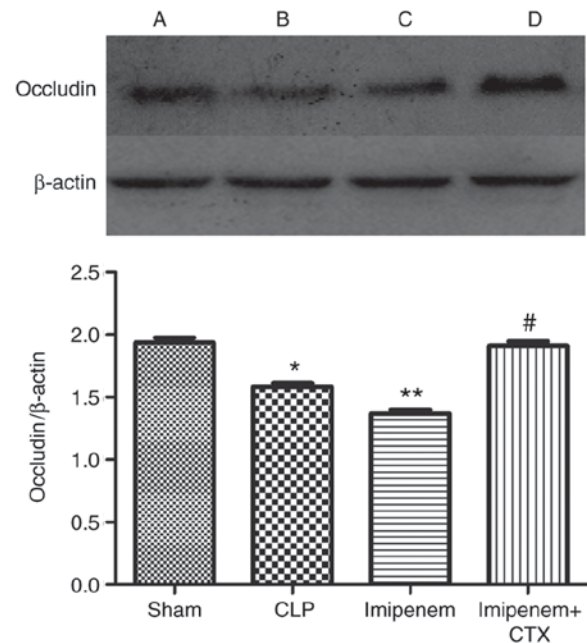 A B C D
Occludin
β-actin
2.5
2.0
1.5
1.0
0.5
0.0
Occludin/β-actin
*
**
#
Sham CLP Imipenem Imipenem+
CTX